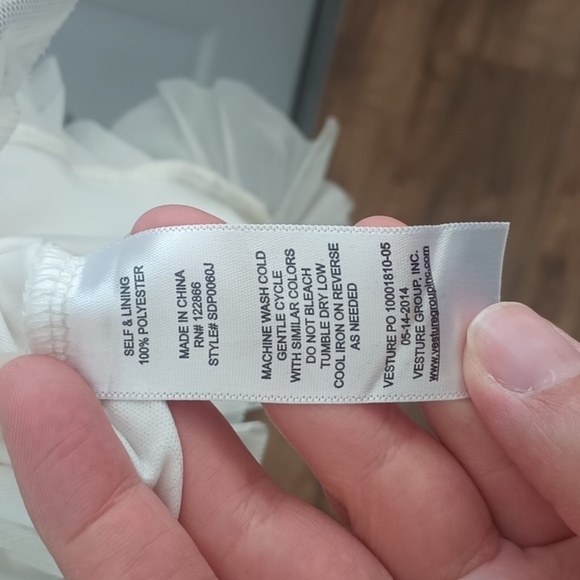 SELF & LINING
100% POLYESTER
MADE IN CHINA
RN# 122866
STYLE# SDP0060J
MACHINE WASH COLD
GENTLE CYCLE
WITH SIMILAR COLORS
DO NOT BLEACH
TUMBLE DRY LOW
COOL IRON ON REVERSE
AS NEEDED
VESTURE PO 10001810-05
05-14-2014
VESTURE GROUP, INC.
www.vesturegroupinc.com